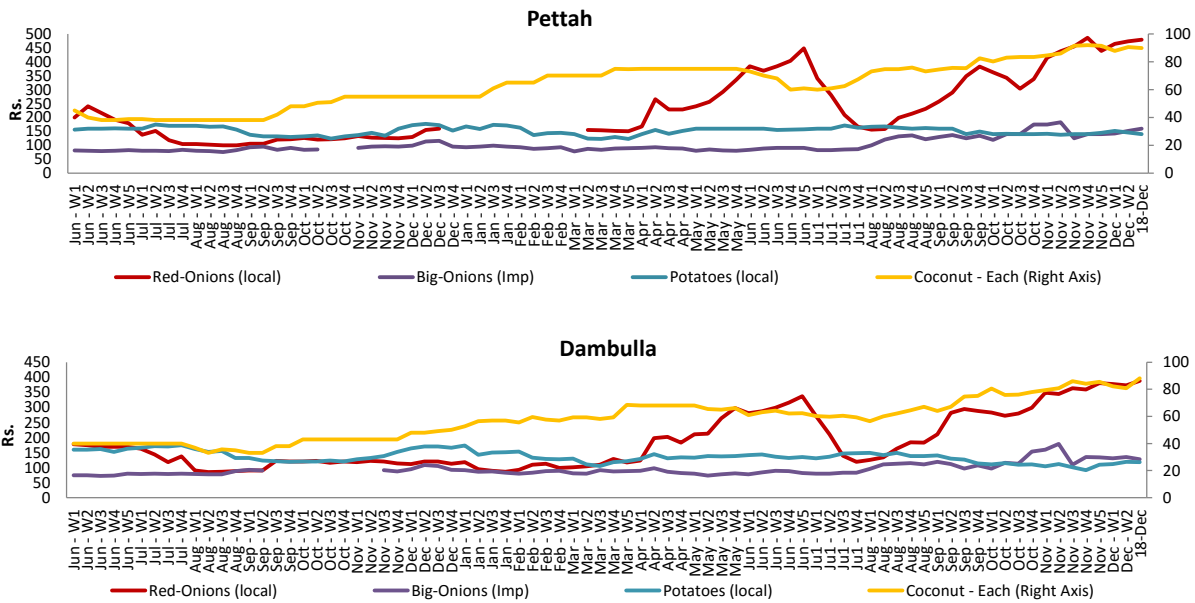 Pettah
Rs.
500
450
400
350
300
250
200
150
100
50
0
100
80
60
40
20
0
Jun - W1
Jun - W2
Jun - W3
Jun - W4
Jun - W5
Jul - W1
Jul - W2
Jul - W3
Jul - W4
Aug - W1
Aug - W2
Aug - W3
Aug - W4
Sep - W1
Sep - W2
Sep - W3
Sep - W4
Oct - W1
Oct - W2
Oct - W3
Oct - W4
Nov - W1
Nov - W2
Nov - W3
Nov - W4
Dec - W1
Dec - W2
Dec - W3
Dec - W4
Jan - W1
Jan - W2
Jan - W3
Jan - W4
Feb - W1
Feb - W2
Feb - W3
Feb - W4
Mar - W1
Mar - W2
Mar - W3
Mar - W4
Mar - W5
Apr - W1
Apr - W2
Apr - W3
Apr - W4
May - W1
May - W2
May - W3
May - W4
Jun - W1
Jun - W2
Jun - W3
Jun - W4
Jun - W5
Ju1 - W1
Ju1 - W2
Ju1 - W3
Ju1 - W4
Aug - W1
Aug - W2
Aug - W3
Aug - W4
Aug - W5
Sep - W1
Sep - W2
Sep - W3
Sep - W4
Oct - W1
Oct - W2
Oct - W3
Oct - W4
Nov - W1
Nov - W2
Nov - W3
Nov - W4
Nov - W5
Dec - W1
Dec - W2
18-Dec
Red-Onions (local) Big-Onions (Imp) Potatoes (local) Coconut - Each (Right Axis)
Dambulla
Rs.
450
400
350
300
250
200
150
100
50
0
100
80
60
40
20
0
Jun - W1
Jun - W2
Jun - W3
Jun - W4
Jun - W5
Jul - W1
Jul - W2
Jul - W3
Jul - W4
Aug - W1
Aug - W2
Aug - W3
Aug - W4
Sep - W1
Sep - W2
Sep - W3
Sep - W4
Oct - W1
Oct - W2
Oct - W3
Oct - W4
Nov - W1
Nov - W2
Nov - W3
Nov - W4
Dec - W1
Dec - W2
Dec - W3
Dec - W4
Jan - W1
Jan - W2
Jan - W3
Jan - W4
Feb - W1
Feb - W2
Feb - W3
Feb - W4
Mar - W1
Mar - W2
Mar - W3
Mar - W4
Mar - W5
Apr - W1
Apr - W2
Apr - W3
Apr - W4
May - W1
May - W2
May - W3
May - W4
Jun - W1
Jun - W2
Jun - W3
Jun - W4
Jun - W5
Ju1 - W1
Ju1 - W2
Ju1 - W3
Ju1 - W4
Aug - W1
Aug - W2
Aug - W3
Aug - W4
Aug - W5
Sep - W1
Sep - W2
Sep - W3
Sep - W4
Oct - W1
Oct - W2
Oct - W3
Oct - W4
Nov - W1
Nov - W2
Nov - W3
Nov - W4
Nov - W5
Dec - W1
Dec - W2
18-Dec
Red-Onions (local) Big-Onions (Imp) Potatoes (local) Coconut - Each (Right Axis)